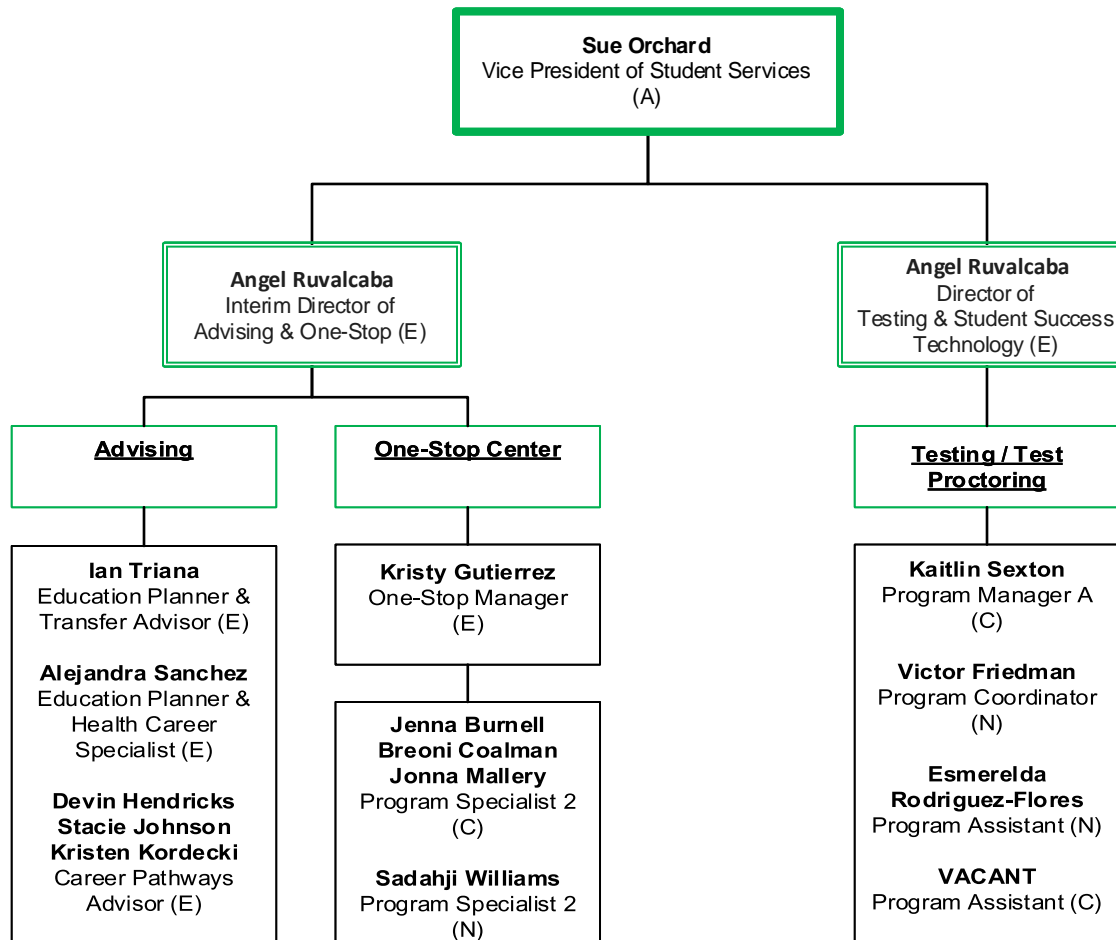 Sue Orchard
Vice President of Student Services
(A)
Angel Ruvalcaba
Interim Director of
Advising & One-Stop (E)
Angel Ruvalcaba
Director of
Testing & Student Success
Technology (E)
Advising
One-Stop Center
Testing / Test
Proctoring
Ian Triana
Education Planner &
Transfer Advisor (E)
Alejandra Sanchez
Education Planner &
Health Career
Specialist (E)
Devin Hendricks
Stacie Johnson
Kristen Kordecki
Career Pathways
Advisor (E)
Kristy Gutierrez
One-Stop Manager
(E)
Jenna Burnell
Breoni Coalman
Jonna Mallery
Program Specialist 2
(C)
Sadahji Williams
Program Specialist 2
(N)
Kaitlin Sexton
Program Manager A
(C)
Victor Friedman
Program Coordinator
(N)
Esmerelda
Rodriguez-Flores
Program Assistant (N)
VACANT
Program Assistant (C)